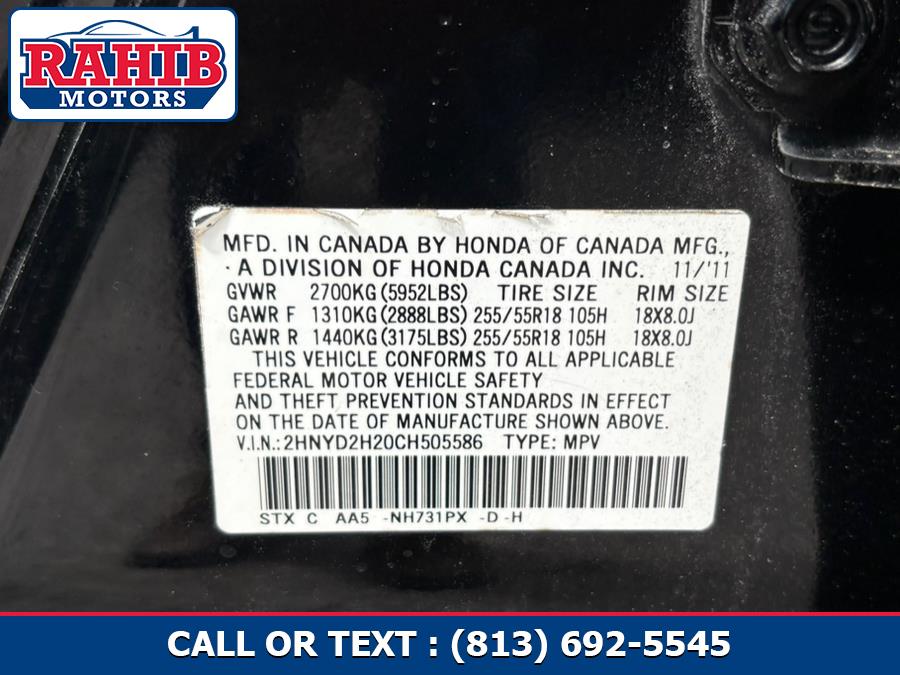 RAHIB
MOTORS
MFD. IN CANADA BY HONDA OF CANADA MFG.,
A DIVISION OF HONDA CANADA INC. 11/'11
GVWR 2700KG(5952LBS) TIRE SIZE RIM SIZE
GAWR F 1310KG(2888LBS) 255/55R18 105H 18X8.0J
GAWR R 1440KG(3175LBS) 255/55R18 105H 18X8.0J
THIS VEHICLE CONFORMS TO ALL APPLICABLE
FEDERAL MOTOR VEHICLE SAFETY
AND THEFT PREVENTION STANDARDS IN EFFECT
ON THE DATE OF MANUFACTURE SHOWN ABOVE.
V.I.N.:2HNYD2H20CH505586 TYPE: MPV
STX C AA5 -NH731PX -D -H
CALL OR TEXT : (813) 692-5545